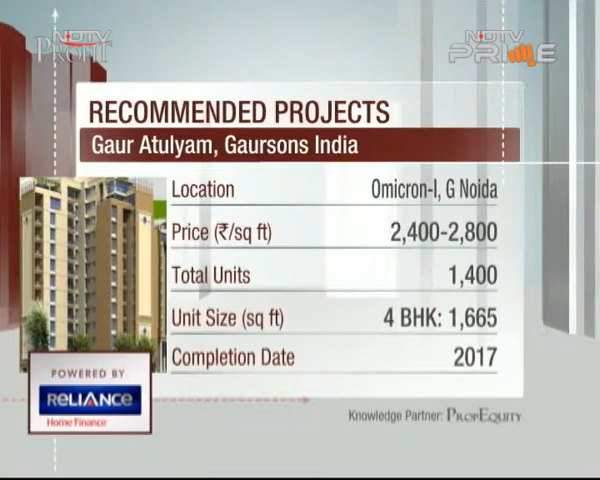 NDTV
PROFIT
NDTV
PRIME
RECOMMENDED PROJECTS
Gaur Atulyam, Gaursons India
Location Omicron-I, G Noida
Price (₹/sq ft) 2,400-2,800
Total Units 1,400
Unit Size (sq ft) 4 BHK: 1,665
Completion Date 2017
POWERED BY
RELIANCE
Home Finance
Knowledge Partner: PROPEQUITY